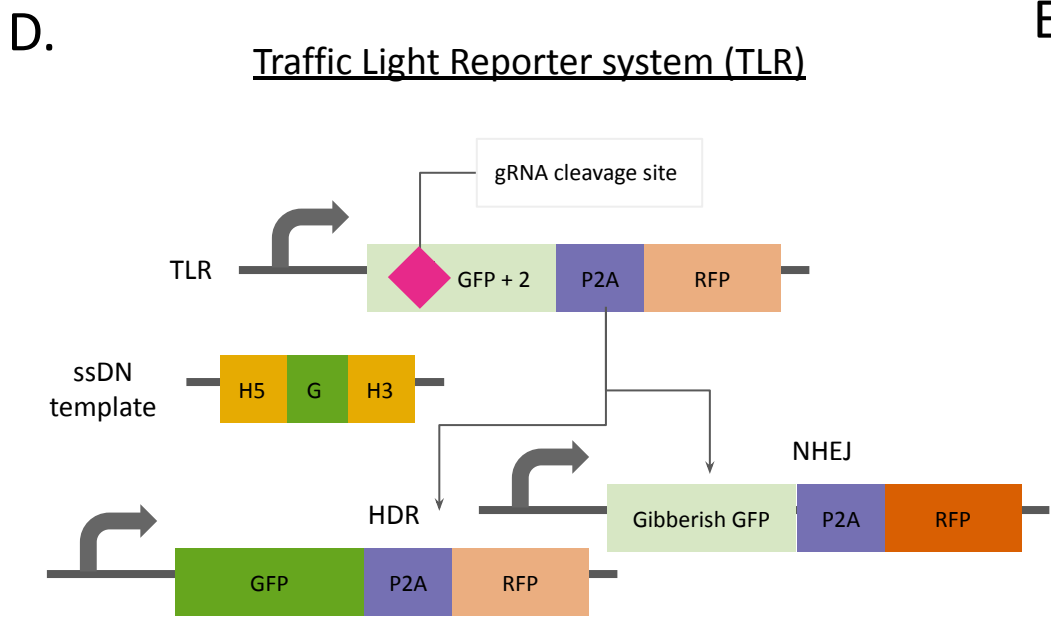 D.
E
Traffic Light Reporter system (TLR)
gRNA cleavage site
TLR
GFP + 2
P2A
RFP
ssDN
template
H5
G
H3
NHEJ
Gibberish GFP
P2A
RFP
HDR
GFP
P2A
RFP